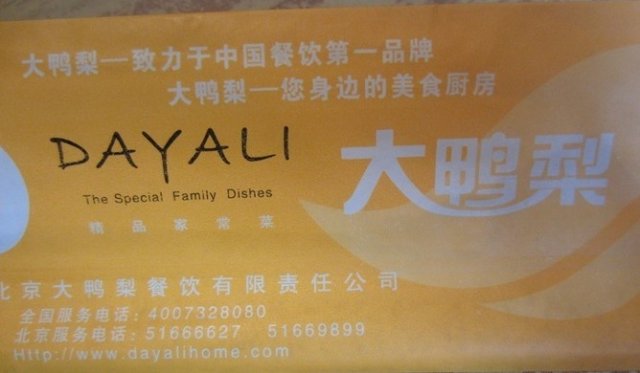 大鸭梨—致力于中国餐饮第一品牌
大鸭梨—您身边的美食厨房
DAYALI
大鸭梨
The Special Family Dishes
精品家常菜
北京大鸭梨餐饮有限责任公司
全国服务电话：4007328080
北京服务电话：51666627 51669899
Http://www.dayalihome.com